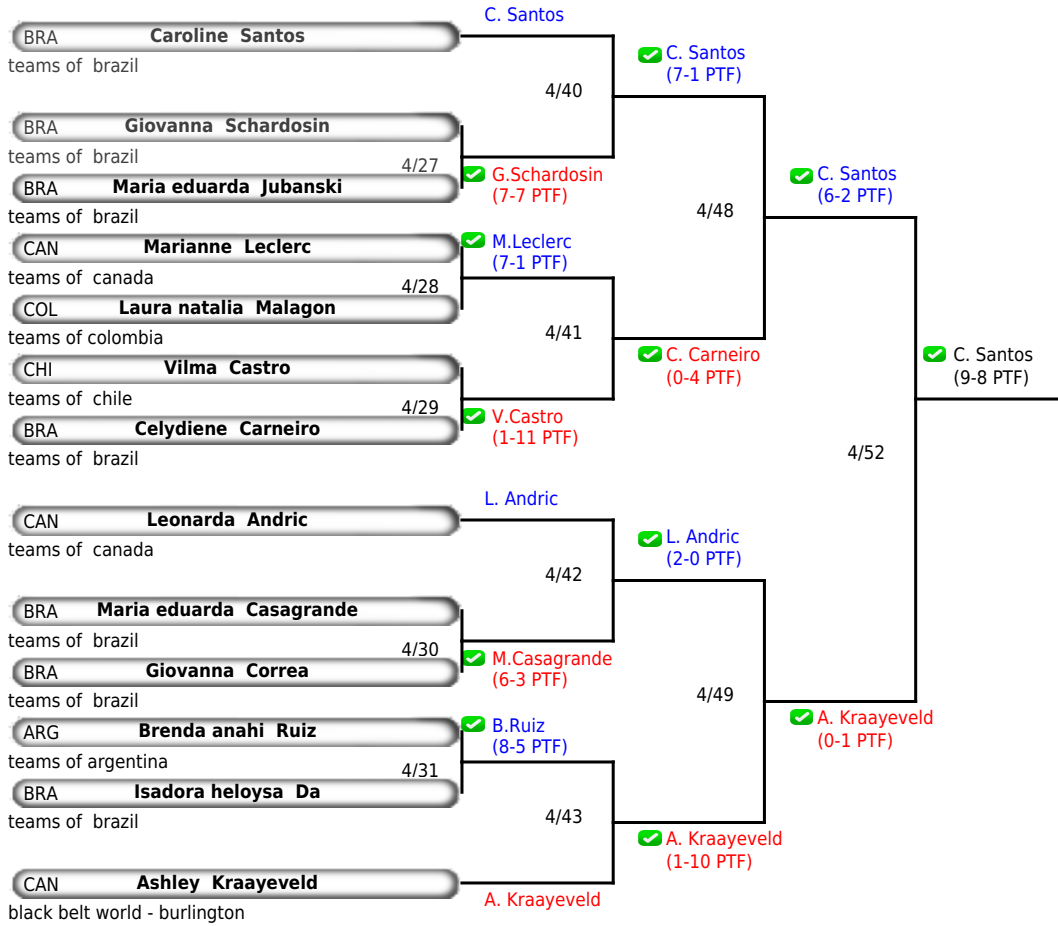 C. Santos
BRA Caroline Santos
teams of brazil
C. Santos
(7-1 PTF)
4/40
BRA Giovanna Schardosin
teams of brazil
4/27
G.Schardosin
(7-7 PTF)
BRA Maria eduarda Jubanski
teams of brazil
C. Santos
(6-2 PTF)
4/48
CAN Marianne Leclerc
teams of canada
M.Leclerc
(7-1 PTF)
4/28
COL Laura natalia Malagon
teams of colombia
4/41
CHI Vilma Castro
teams of chile
C. Carneiro
(0-4 PTF)
C. Santos
(9-8 PTF)
4/29
V.Castro
(1-11 PTF)
BRA Celydiene Carneiro
teams of brazil
4/52
L. Andric
CAN Leonarda Andric
teams of canada
L. Andric
(2-0 PTF)
4/42
BRA Maria eduarda Casagrande
teams of brazil
4/30
M.Casagrande
(6-3 PTF)
BRA Giovanna Correa
teams of brazil
4/49
B.Ruiz
(8-5 PTF)
ARG Brenda anahi Ruiz
teams of argentina
A. Kraayeveld
(0-1 PTF)
4/31
BRA Isadora heloysa Da
teams of brazil
4/43
A. Kraayeveld
(1-10 PTF)
CAN Ashley Kraayeveld
A. Kraayeveld
black belt world - burlington